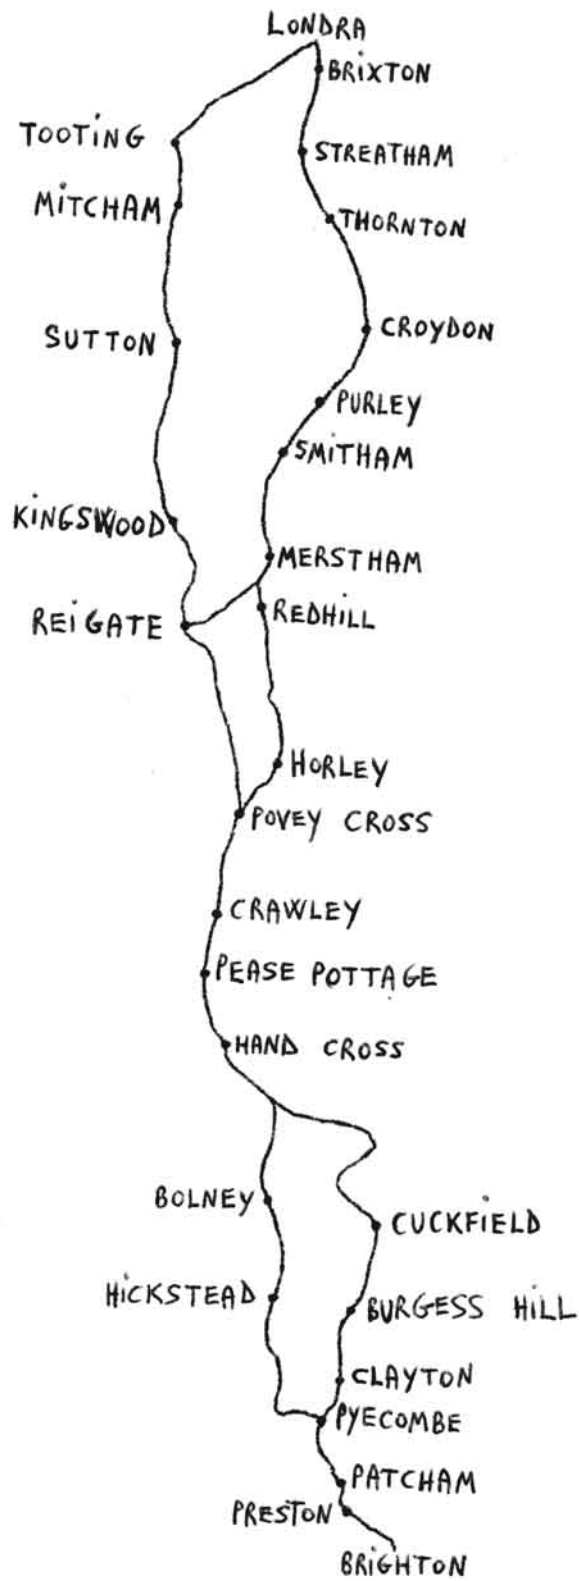 LONDRA
BRIXTON
TOOTING
STREATHAM
MITCHAM
THORNTON
CROYDON
SUTTON
PURLEY
SMITHAM
KINGSWOOD
MERSTHAM
REDHILL
REIGATE
HORLEY
POVEY CROSS
CRAWLEY
PEASE POTTAGE
HAND CROSS
BOLNEY
CUCKFIELD
HICKSTEAD
BURGESS HILL
CLAYTON
PYECOMBE
PATCHAM
PRESTON
BRIGHTON